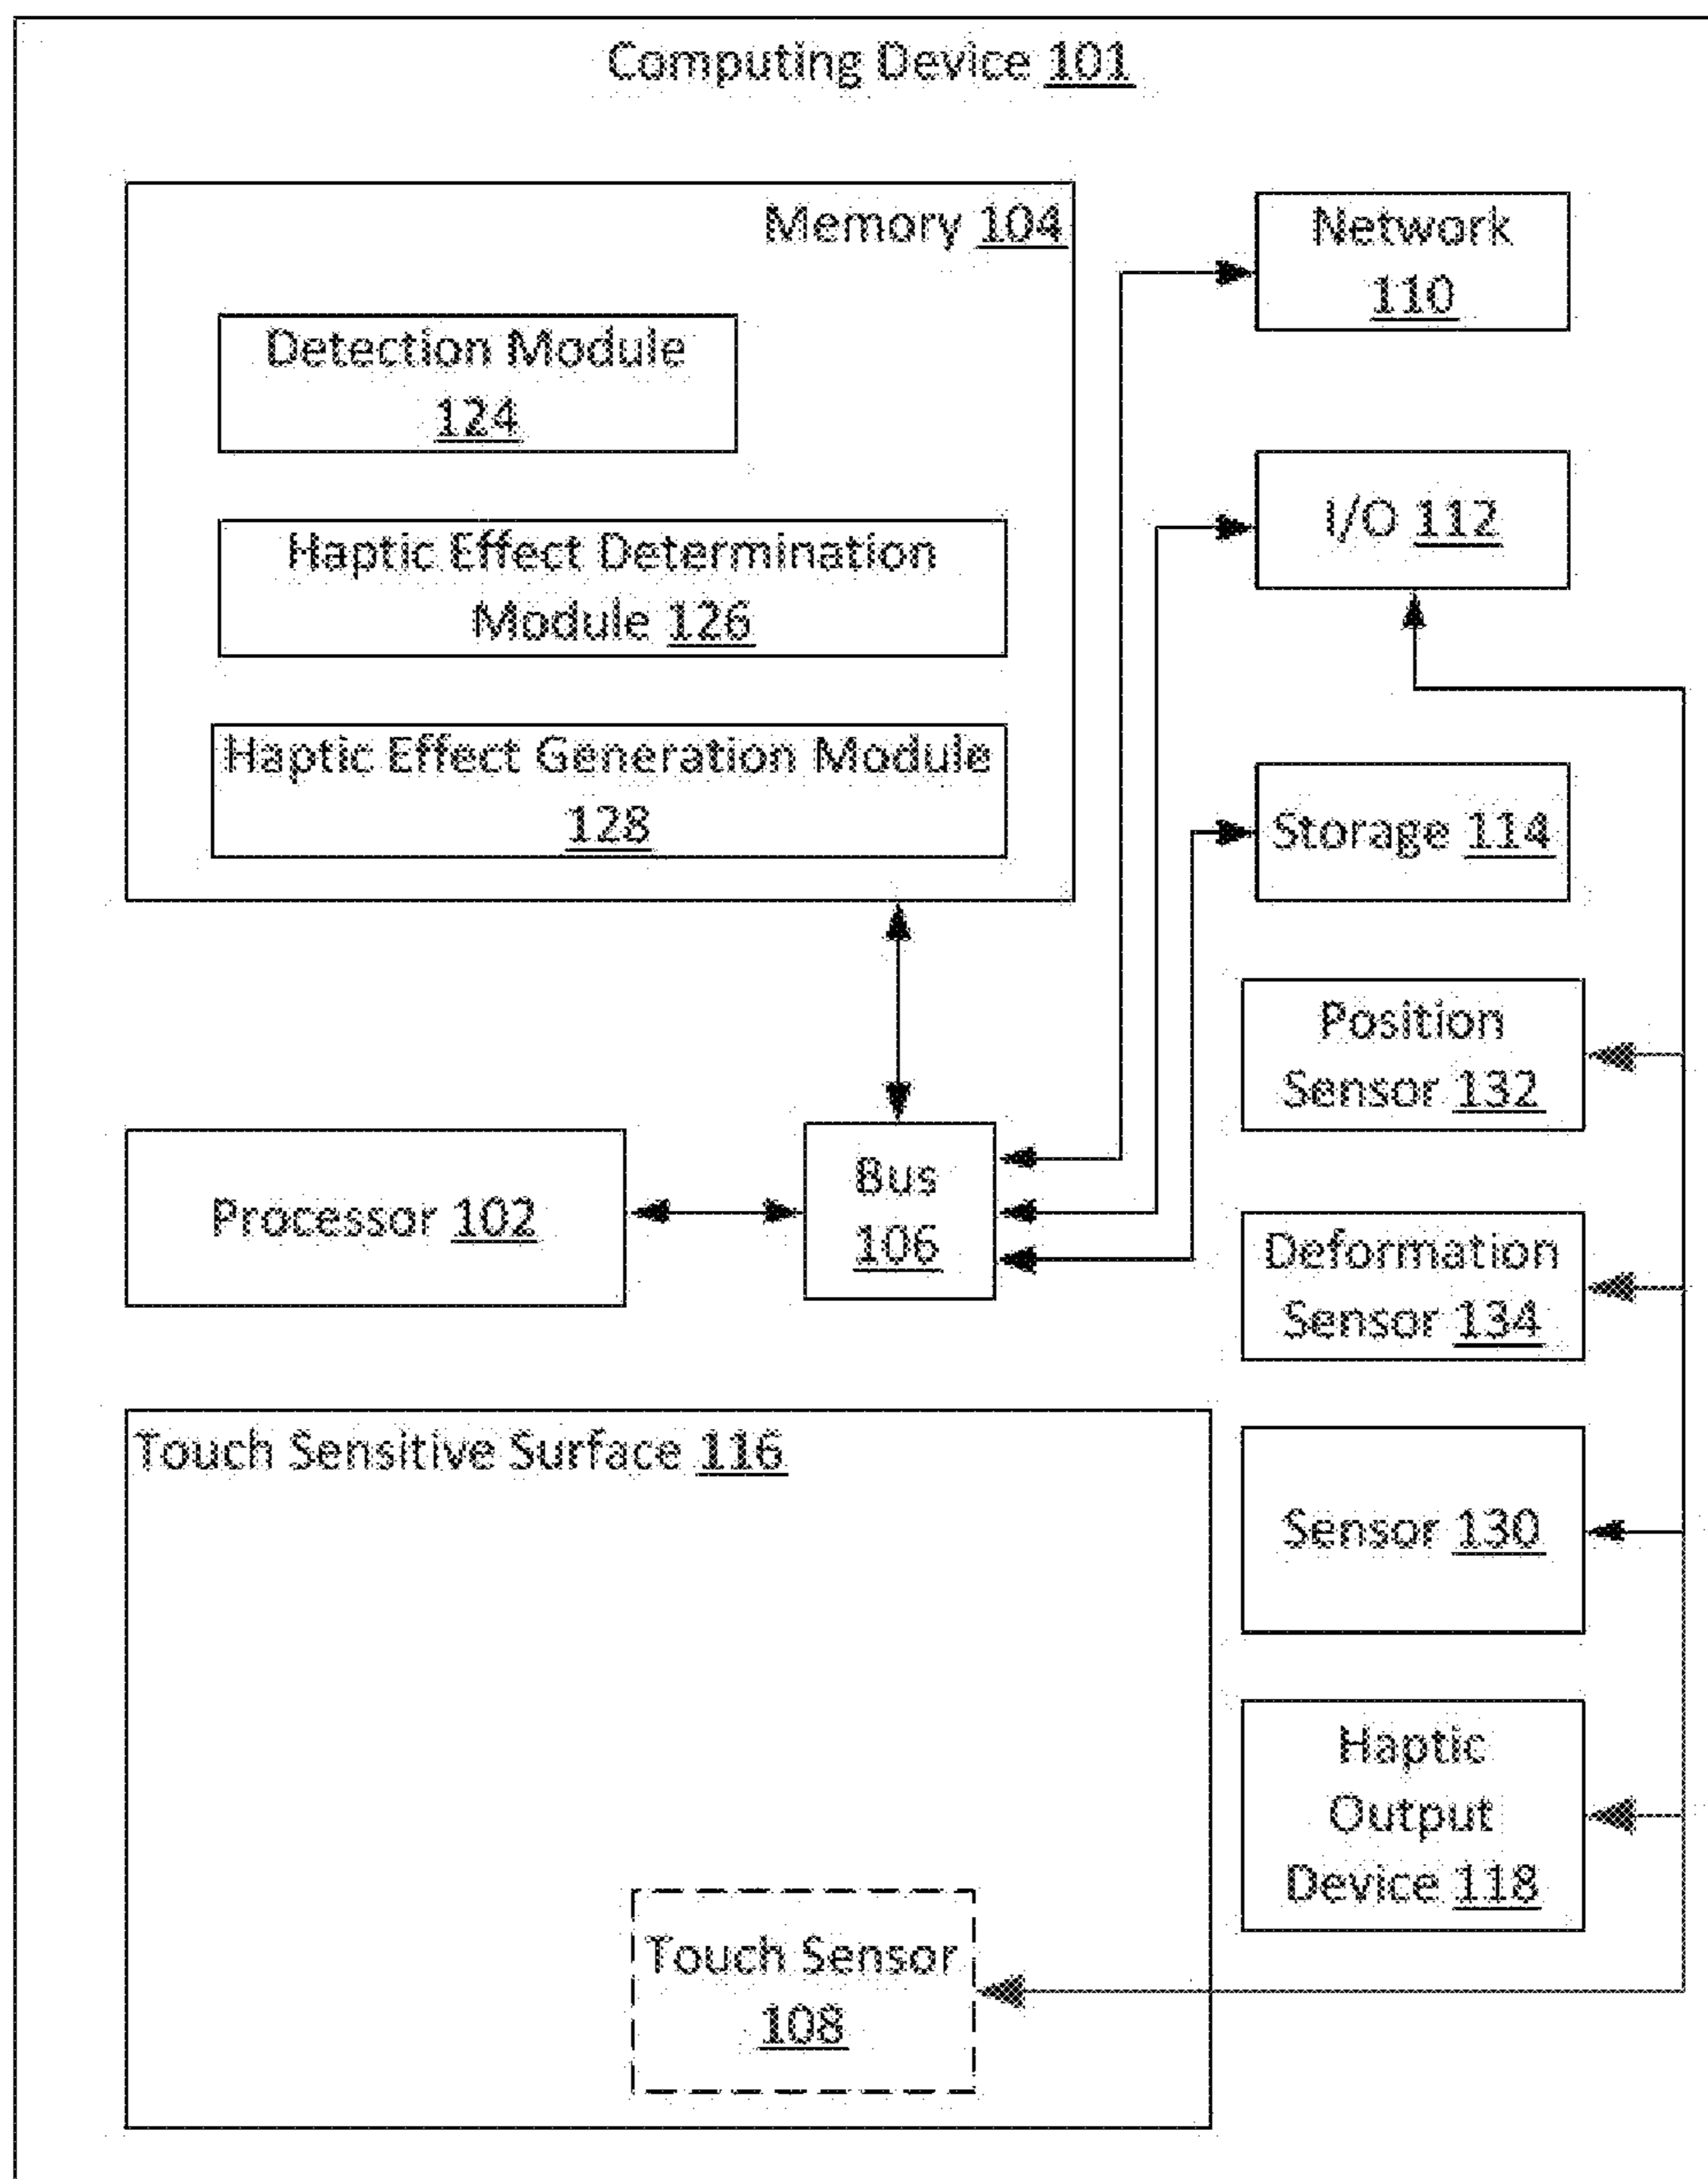 Computing Device 101
Memory 104
Detection Module
124
Haptic Effect Determination
Module 126
Haptic Effect Generation Module
128
Network
110
I/O 112
Storage 114
Position
Sensor 132
Processor 102
Bus
106
Deformation
Sensor 134
Touch Sensitive Surface 116
Sensor 130
Haptic
Output
Device 118
Touch Sensor
108